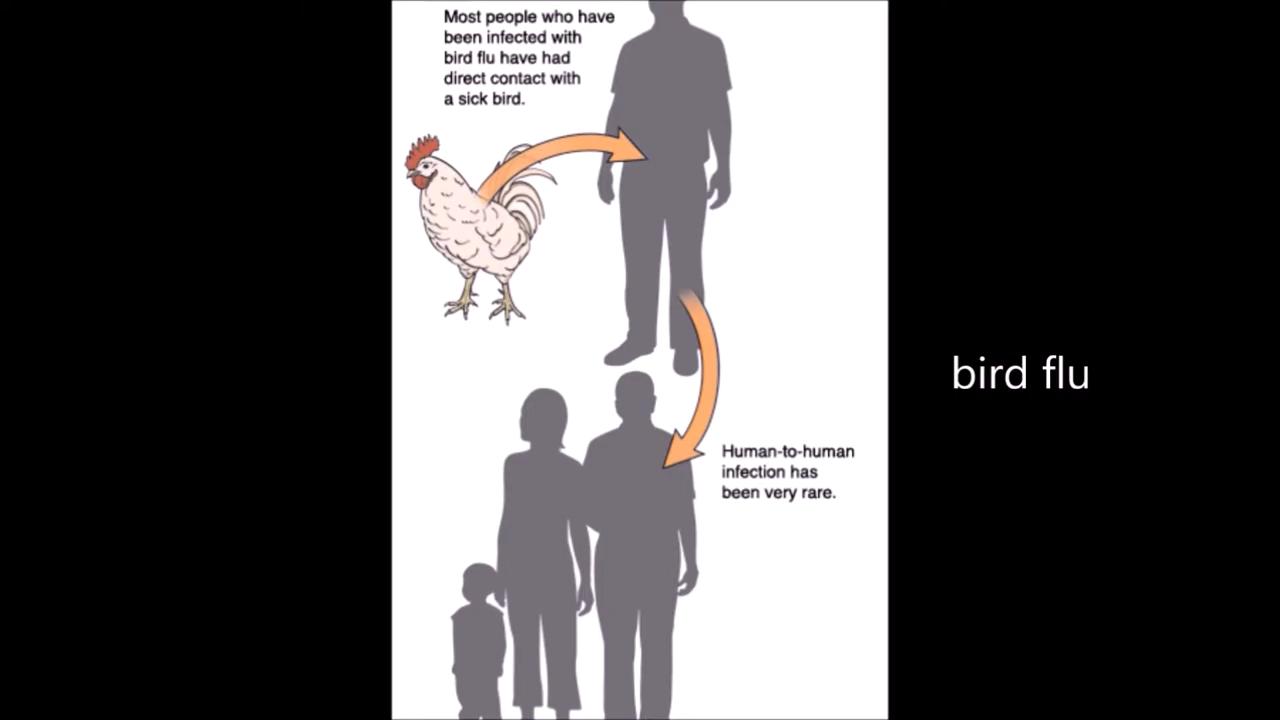 Most people who have
been infected with
bird flu have had
direct contact with
a sick bird.
bird flu
Human-to-human
infection has
been very rare.